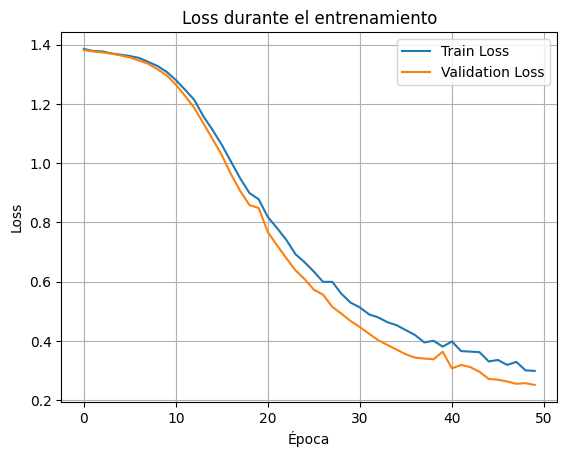 Loss durante el entrenamiento
Train Loss
Validation Loss
1.4
1.2
1.0
0.8
0.6
0.4
0.2
Loss
0 10 20 30 40 50
Época